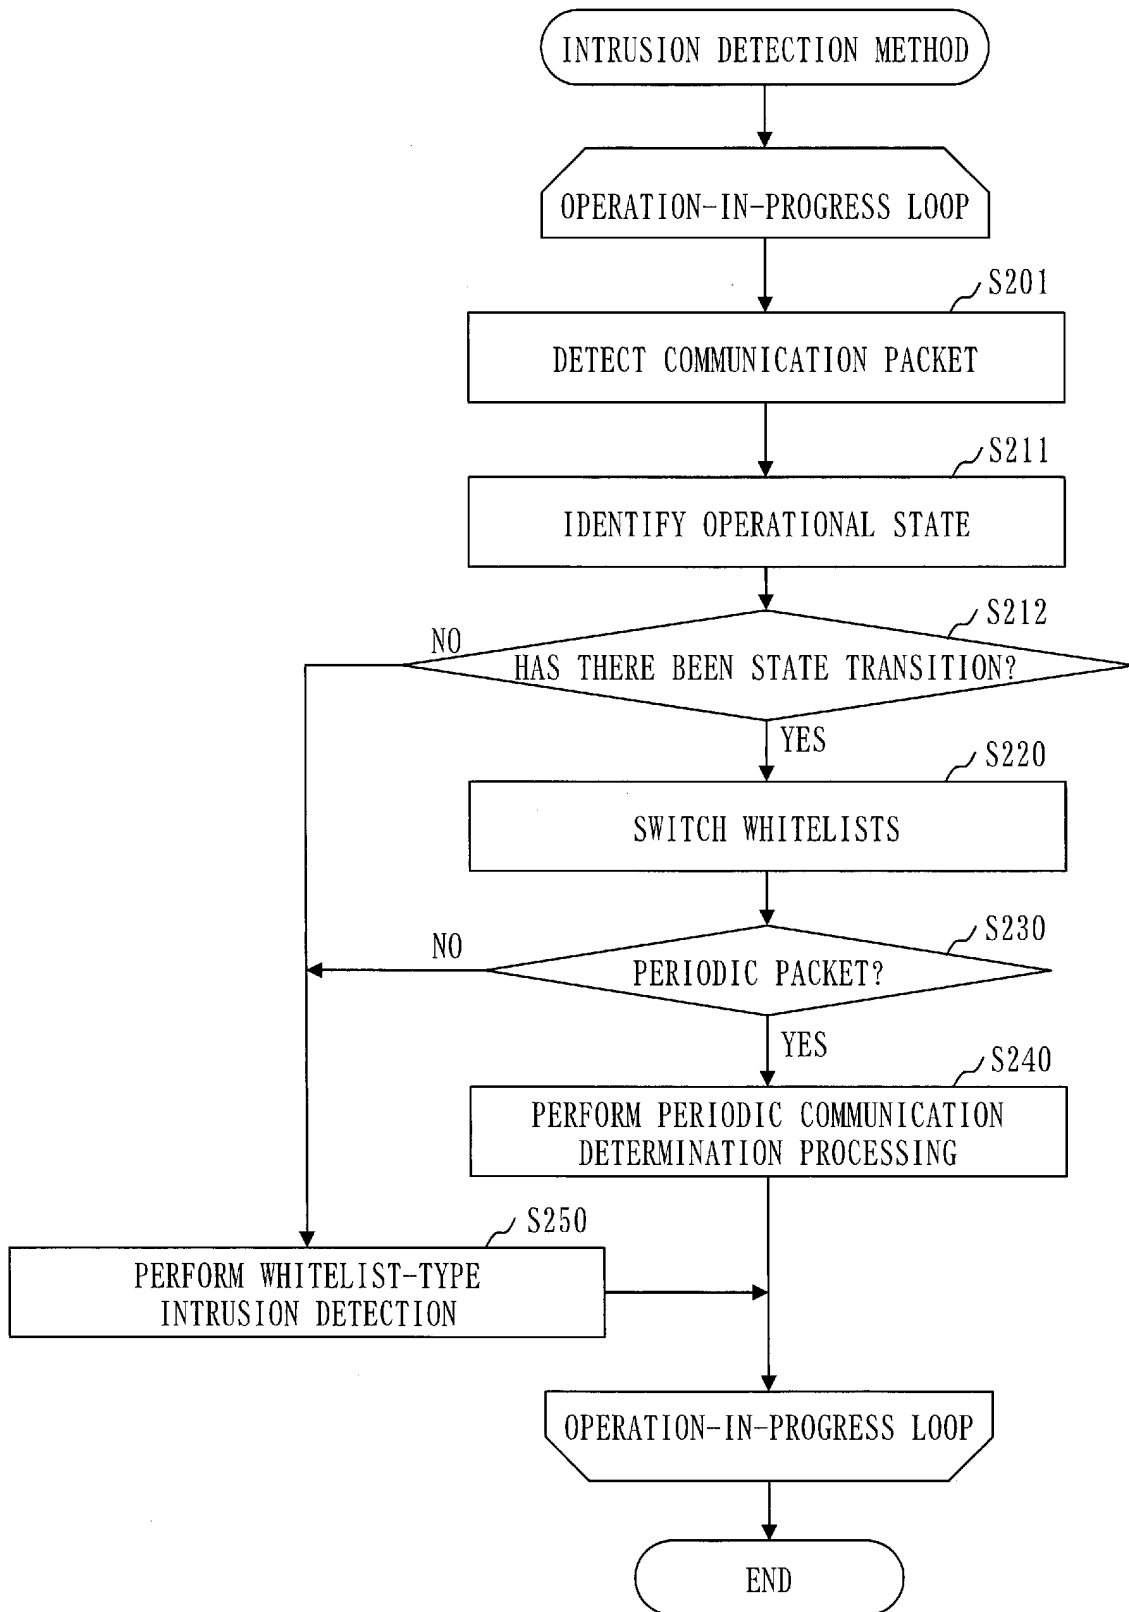 INTRUSION DETECTION METHOD
OPERATION-IN-PROGRESS LOOP
S201
DETECT COMMUNICATION PACKET
S211
IDENTIFY OPERATIONAL STATE
S212
NO
HAS THERE BEEN STATE TRANSITION?
YES
S220
SWITCH WHITELISTS
S230
NO
PERIODIC PACKET?
YES
S240
PERFORM PERIODIC COMMUNICATION
DETERMINATION PROCESSING
S250
PERFORM WHITELIST-TYPE
INTRUSION DETECTION
OPERATION-IN-PROGRESS LOOP
END